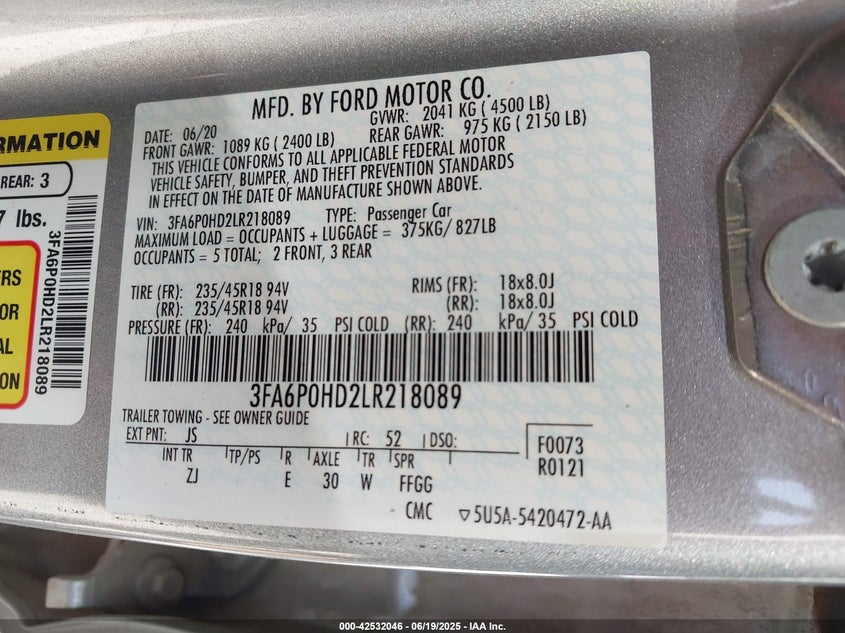 RMATION
REAR: 3
7 lbs.
ERS
OR
AL
ION
3FA6P0HD2LR218089
MFD. BY FORD MOTOR CO.
DATE: 06/20 GVWR: 2041 KG ( 4500 LB)
FRONT GAWR: 1089 KG ( 2400 LB) REAR GAWR: 975 KG ( 2150 LB)
THIS VEHICLE CONFORMS TO ALL APPLICABLE FEDERAL MOTOR
VEHICLE SAFETY, BUMPER, AND THEFT PREVENTION STANDARDS
IN EFFECT ON THE DATE OF MANUFACTURE SHOWN ABOVE.
VIN: 3FA6P0HD2LR218089 TYPE: Passenger Car
MAXIMUM LOAD = OCCUPANTS + LUGGAGE = 375KG/ 827LB
OCCUPANTS = 5 TOTAL; 2 FRONT, 3 REAR
TIRE (FR): 235/45R18 94V RIMS (FR): 18x8.0J
(RR): 235/45R18 94V (RR): 18x8.0J
PRESSURE (FR): 240 kPa/ 35 PSI COLD (RR): 240 kPa/ 35 PSI COLD
3FA6P0HD2LR218089
TRAILER TOWING - SEE OWNER GUIDE
EXT PNT: JS RC: 52 DSO: F0073
INT TR TP/PS R AXLE TR SPR R0121
ZJ E 30 W FFGG
CMC ▽5U5A-5420472-AA
000-42532046 - 06/19/2025 - IAA Inc.